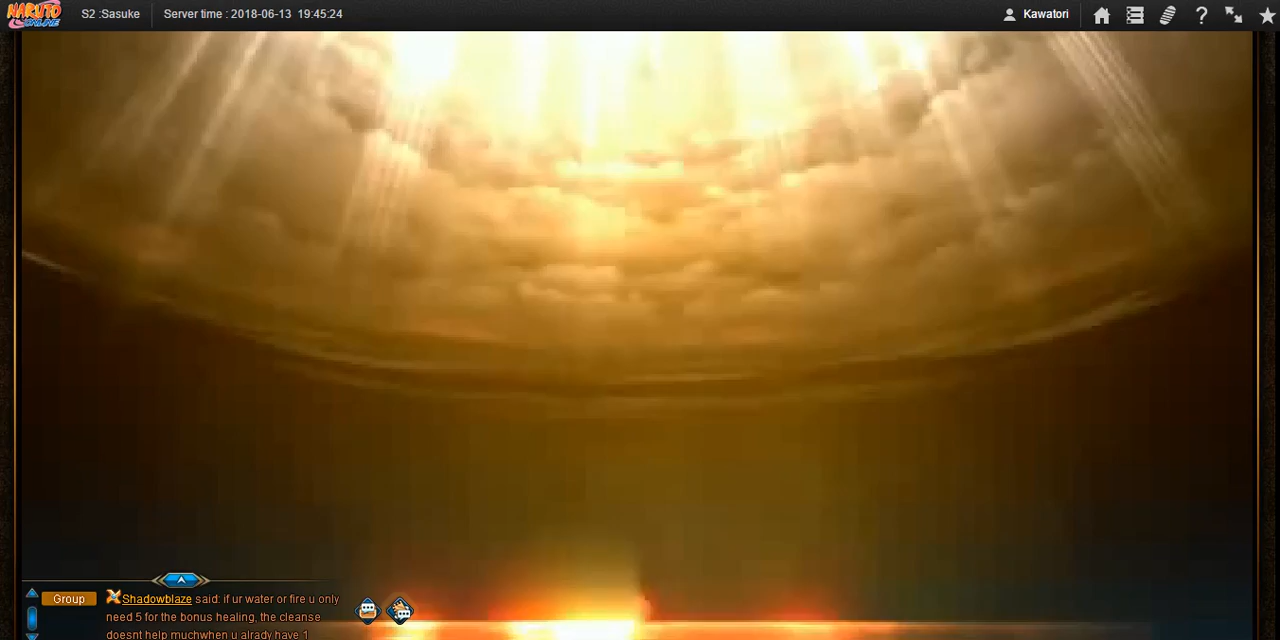 NARUTO
ONLINE
S2 :Sasuke
Server time : 2018-06-13 19:45:24
Kawatori
?
Group
Shadowblaze said: if ur water or fire u only
need 5 for the bonus healing, the cleanse
doesnt help muchwhen u alrady have 1